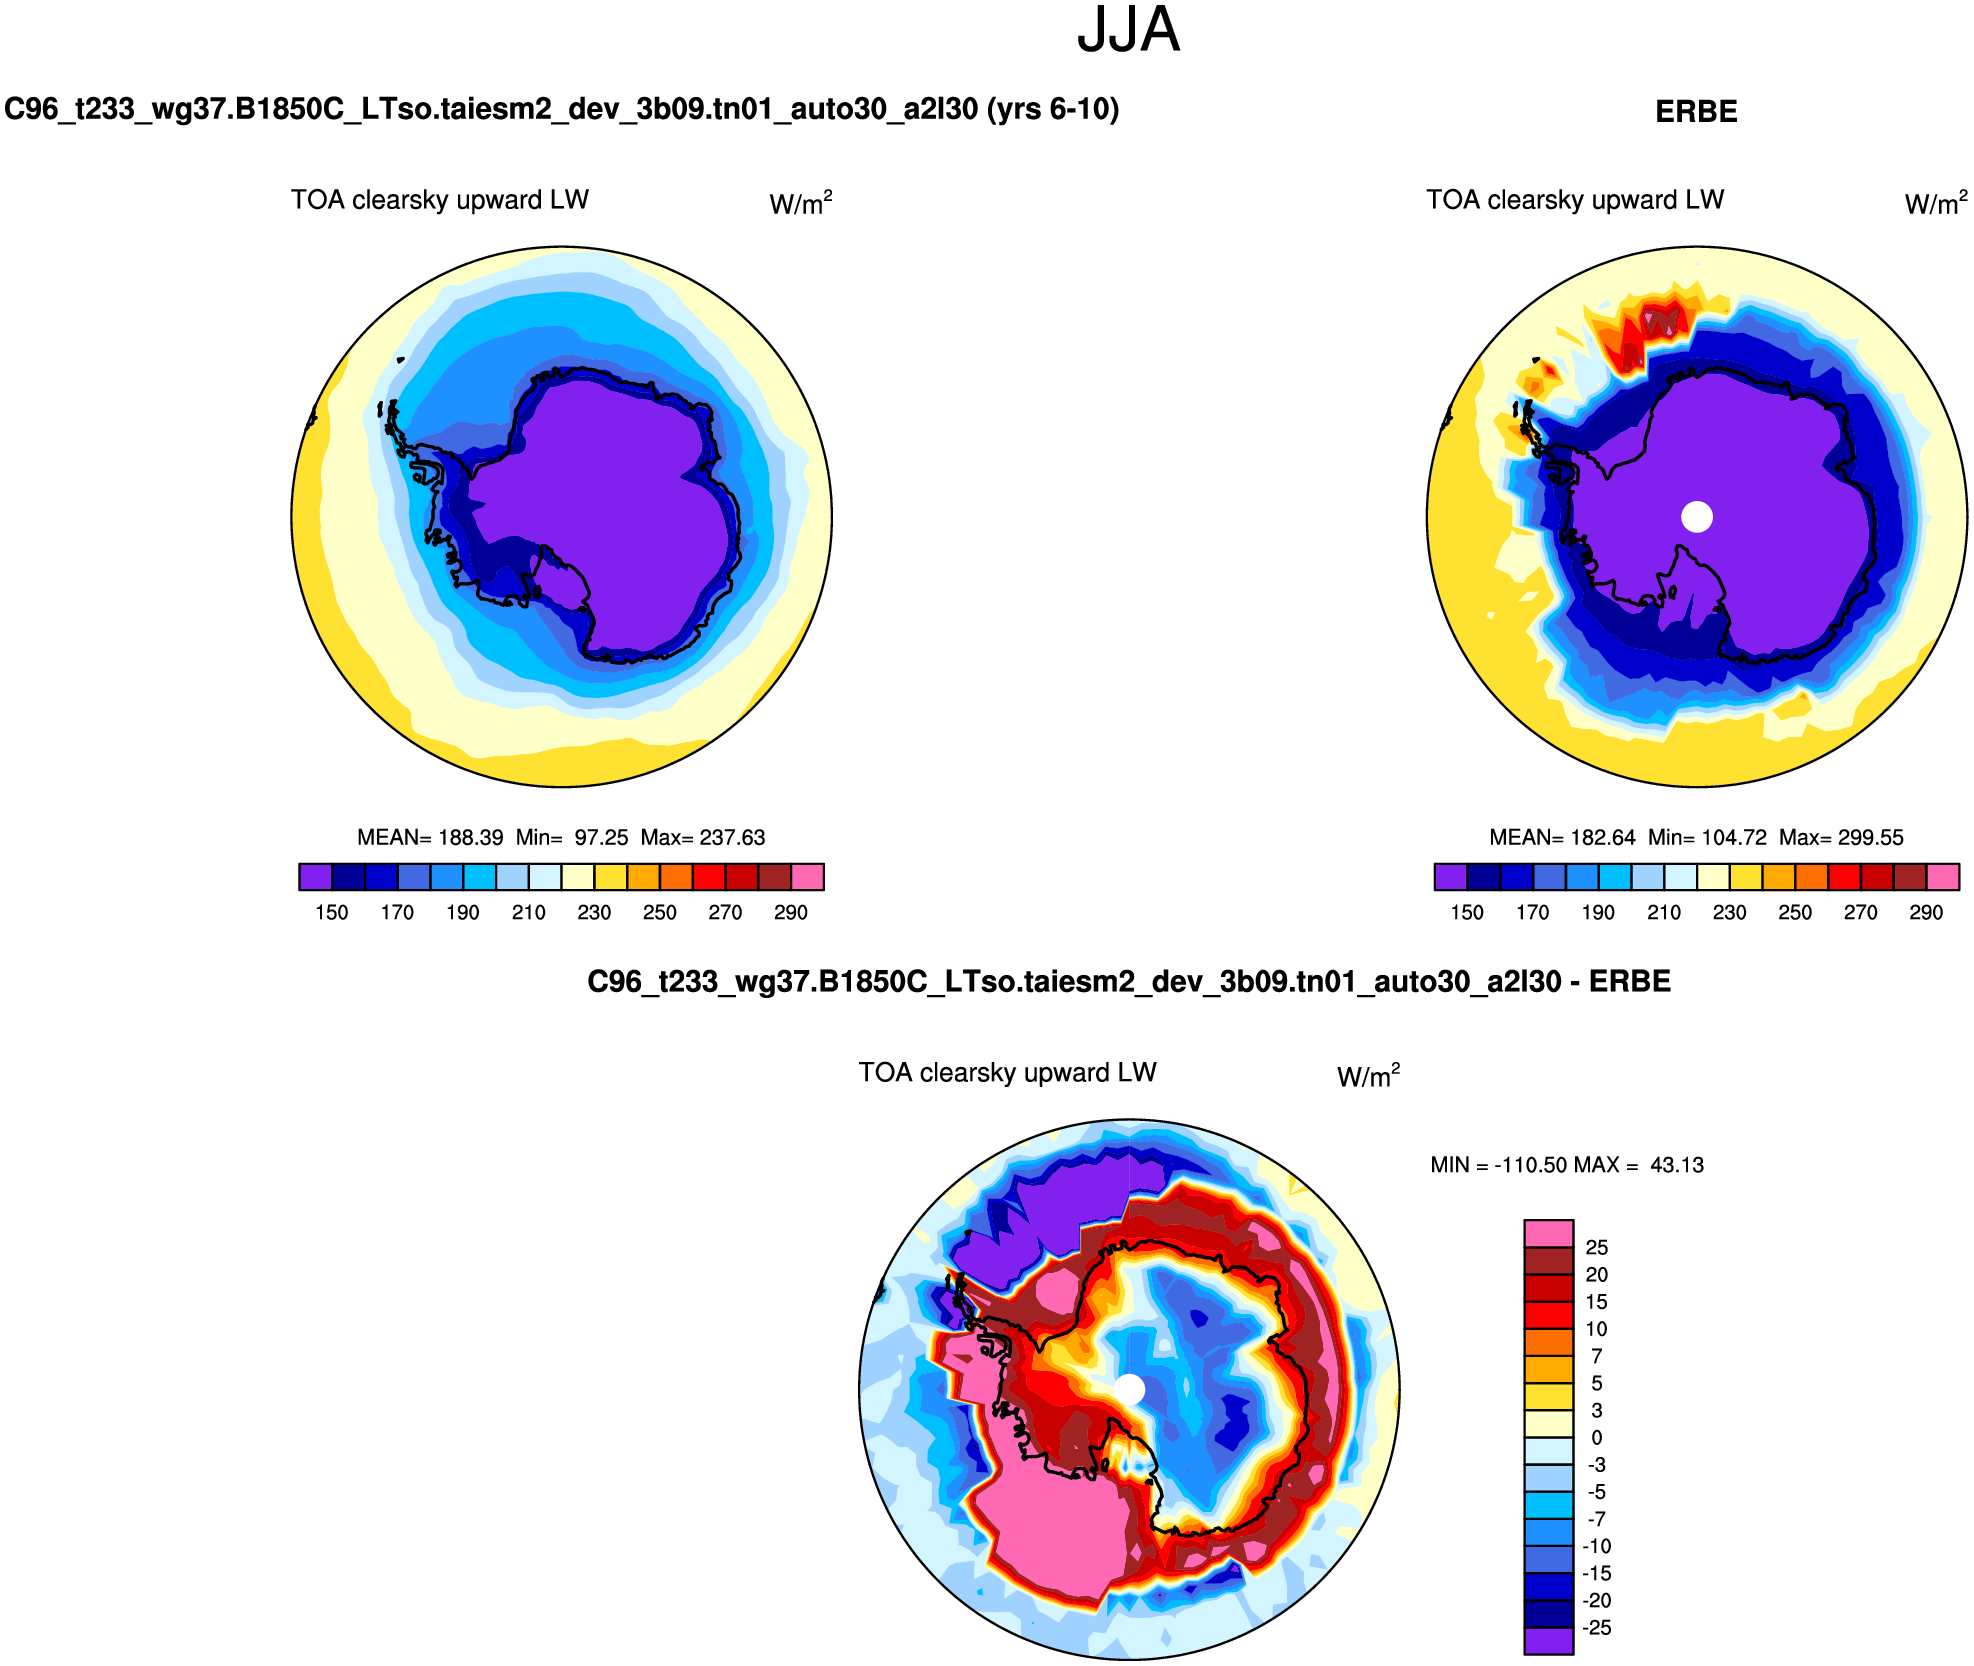 JJA
C96_t233_wg37.B1850C_LTso.taiesm2_dev_3b09.tn01_auto30_a2l30 (yrs 6-10)
ERBE
TOA clearsky upward LW W/m²
TOA clearsky upward LW W/m²
MEAN= 188.39 Min= 97.25 Max= 237.63
MEAN= 182.64 Min= 104.72 Max= 299.55
150 170 190 210 230 250 270 290
150 170 190 210 230 250 270 290
C96_t233_wg37.B1850C_LTso.taiesm2_dev_3b09.tn01_auto30_a2l30 - ERBE
TOA clearsky upward LW W/m²
MIN = -110.50 MAX = 43.13
25
20
15
10
7
5
3
0
-3
-5
-7
-10
-15
-20
-25